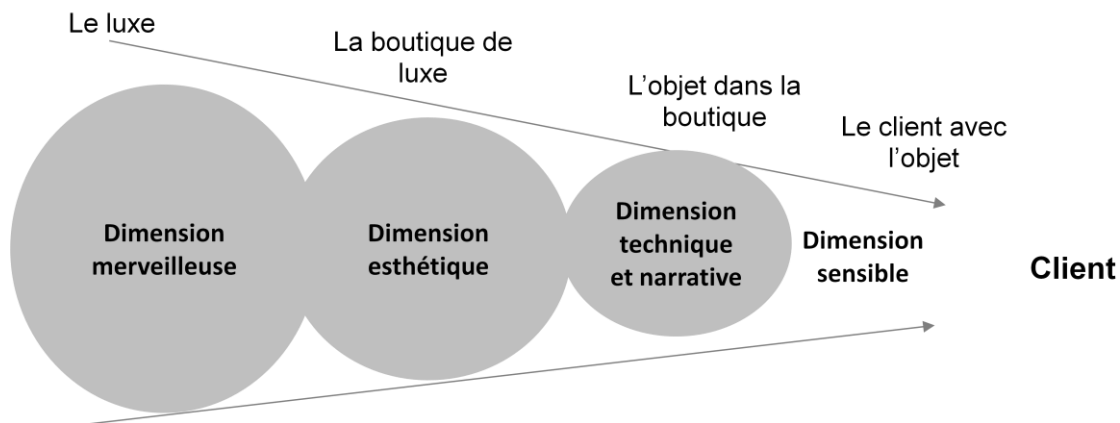 Le luxe
La boutique de
luxe
L’objet dans la
boutique
Le client avec
l’objet
Dimension
merveilleuse
Dimension
esthétique
Dimension
technique
et narrative
Dimension
sensible
Client